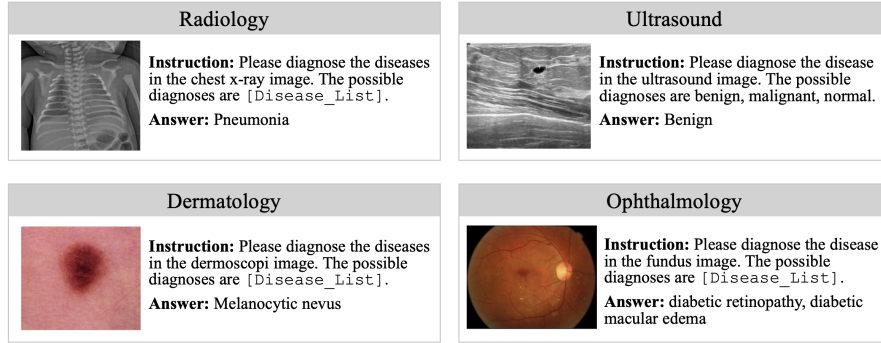 Radiology
Instruction: Please diagnose the diseases
in the chest x-ray image. The possible
diagnoses are [Disease_List].
Answer: Pneumonia
Ultrasound
Instruction: Please diagnose the disease
in the ultrasound image. The possible
diagnoses are benign, malignant, normal.
Answer: Benign
Dermatology
Instruction: Please diagnose the diseases
in the dermoscopi image. The possible
diagnoses are [Disease_List].
Answer: Melanocytic nevus
Ophthalmology
Instruction: Please diagnose the disease
in the fundus image. The possible
diagnoses are [Disease_List].
Answer: diabetic retinopathy, diabetic
macular edema